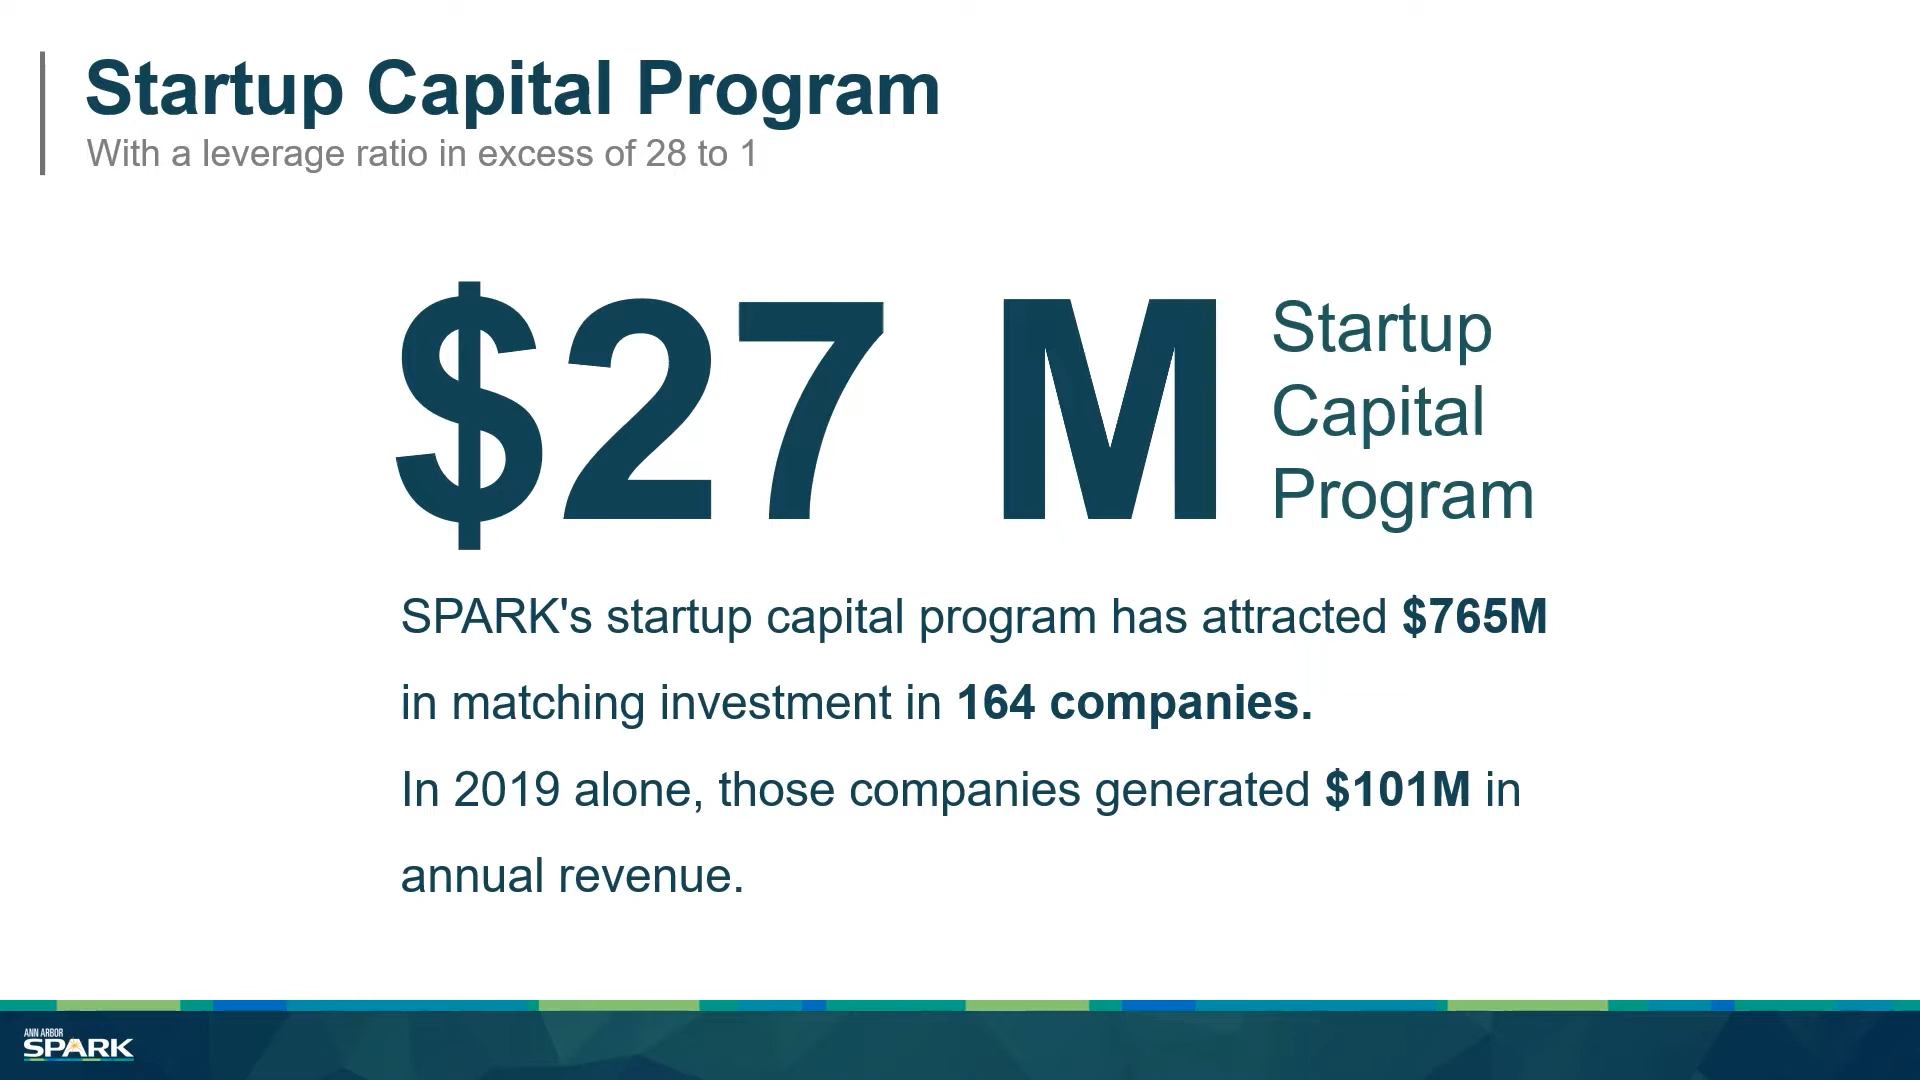 Startup Capital Program
With a leverage ratio in excess of 28 to 1
$27 M
Startup
Capital
Program
SPARK's startup capital program has attracted $765M
in matching investment in 164 companies.
In 2019 alone, those companies generated $101M in
annual revenue.
ANN ARBOR
SPARK